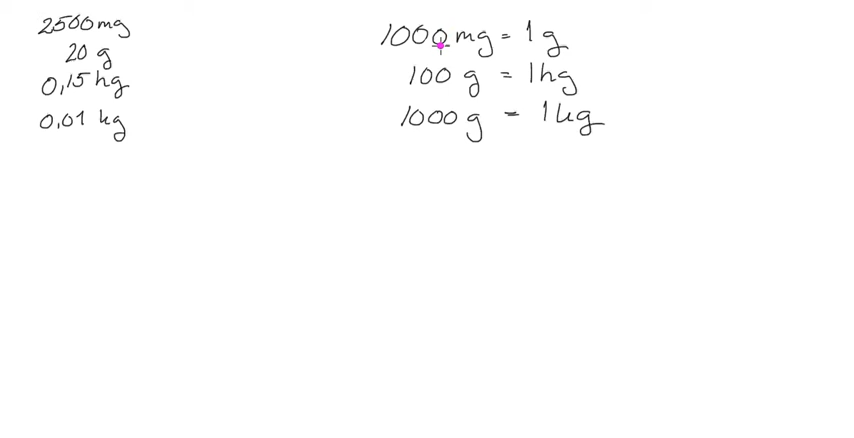 2500 mg
20 g
0,15 hg
0,01 kg
1000 mg = 1 g
100 g = 1 hg
1000 g = 1 kg